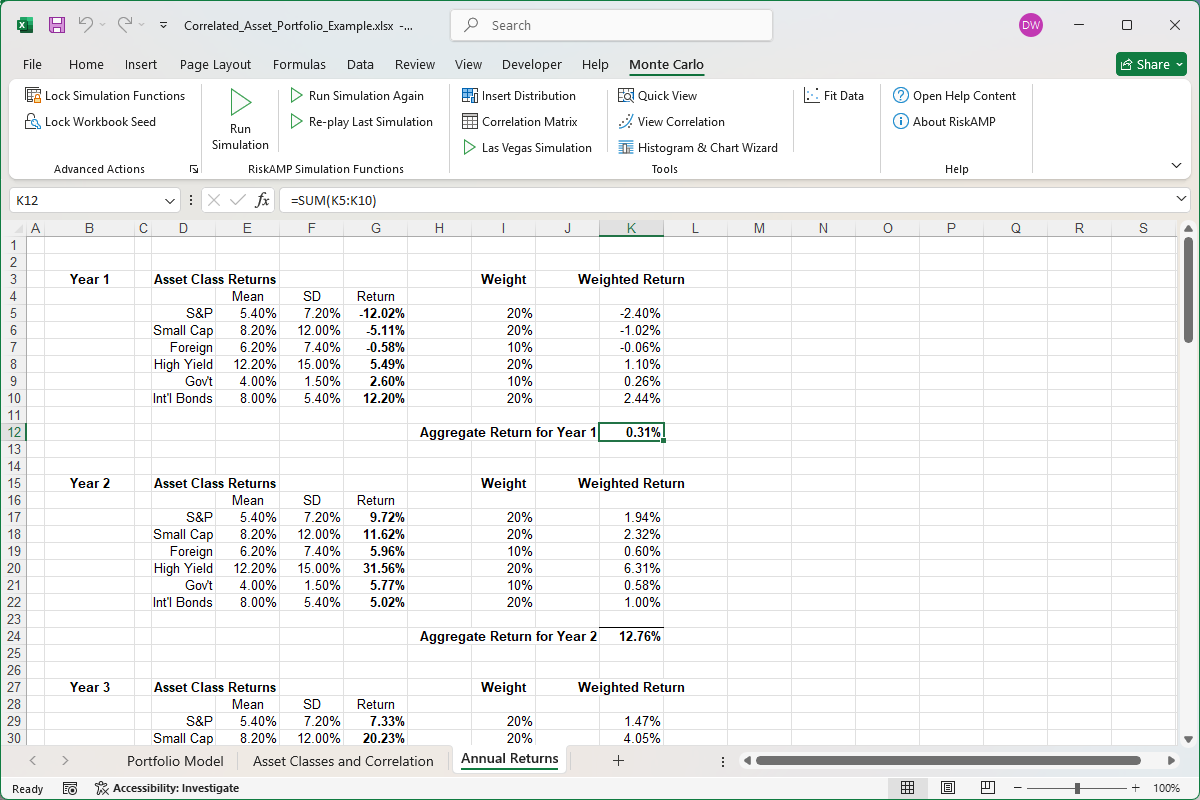 Correlated_Asset_Portfolio_Example.xlsx -... Search DW
File Home Insert Page Layout Formulas Data Review View Developer Help Monte Carlo Share
Lock Simulation Functions Run Simulation Again Insert Distribution Quick View Fit Data Open Help Content
Lock Workbook Seed Run Simulation Re-play Last Simulation Correlation Matrix View Correlation About RiskAMP
Las Vegas Simulation Histogram & Chart Wizard
Advanced Actions RiskAMP Simulation Functions Tools Help
K12 fx =SUM(K5:K10)
A B C D E F G H I J K L M N O P Q R S
1
2
3 Year 1 Asset Class Returns Weight Weighted Return
4 Mean SD Return
5 S&P 5.40% 7.20% -12.02% 20% -2.40%
6 Small Cap 8.20% 12.00% -5.11% 20% -1.02%
7 Foreign 6.20% 7.40% -0.58% 10% -0.06%
8 High Yield 12.20% 15.00% 5.49% 20% 1.10%
9 Gov't 4.00% 1.50% 2.60% 10% 0.26%
10 Int'l Bonds 8.00% 5.40% 12.20% 20% 2.44%
11
12 Aggregate Return for Year 1 0.31%
13
14
15 Year 2 Asset Class Returns Weight Weighted Return
16 Mean SD Return
17 S&P 5.40% 7.20% 9.72% 20% 1.94%
18 Small Cap 8.20% 12.00% 11.62% 20% 2.32%
19 Foreign 6.20% 7.40% 5.96% 10% 0.60%
20 High Yield 12.20% 15.00% 31.56% 20% 6.31%
21 Gov't 4.00% 1.50% 5.77% 10% 0.58%
22 Int'l Bonds 8.00% 5.40% 5.02% 20% 1.00%
23
24 Aggregate Return for Year 2 12.76%
25
26
27 Year 3 Asset Class Returns Weight Weighted Return
28 Mean SD Return
29 S&P 5.40% 7.20% 7.33% 20% 1.47%
30 Small Cap 8.20% 12.00% 20.23% 20% 4.05%
Portfolio Model Asset Classes and Correlation Annual Returns
Ready Accessibility: Investigate 100%